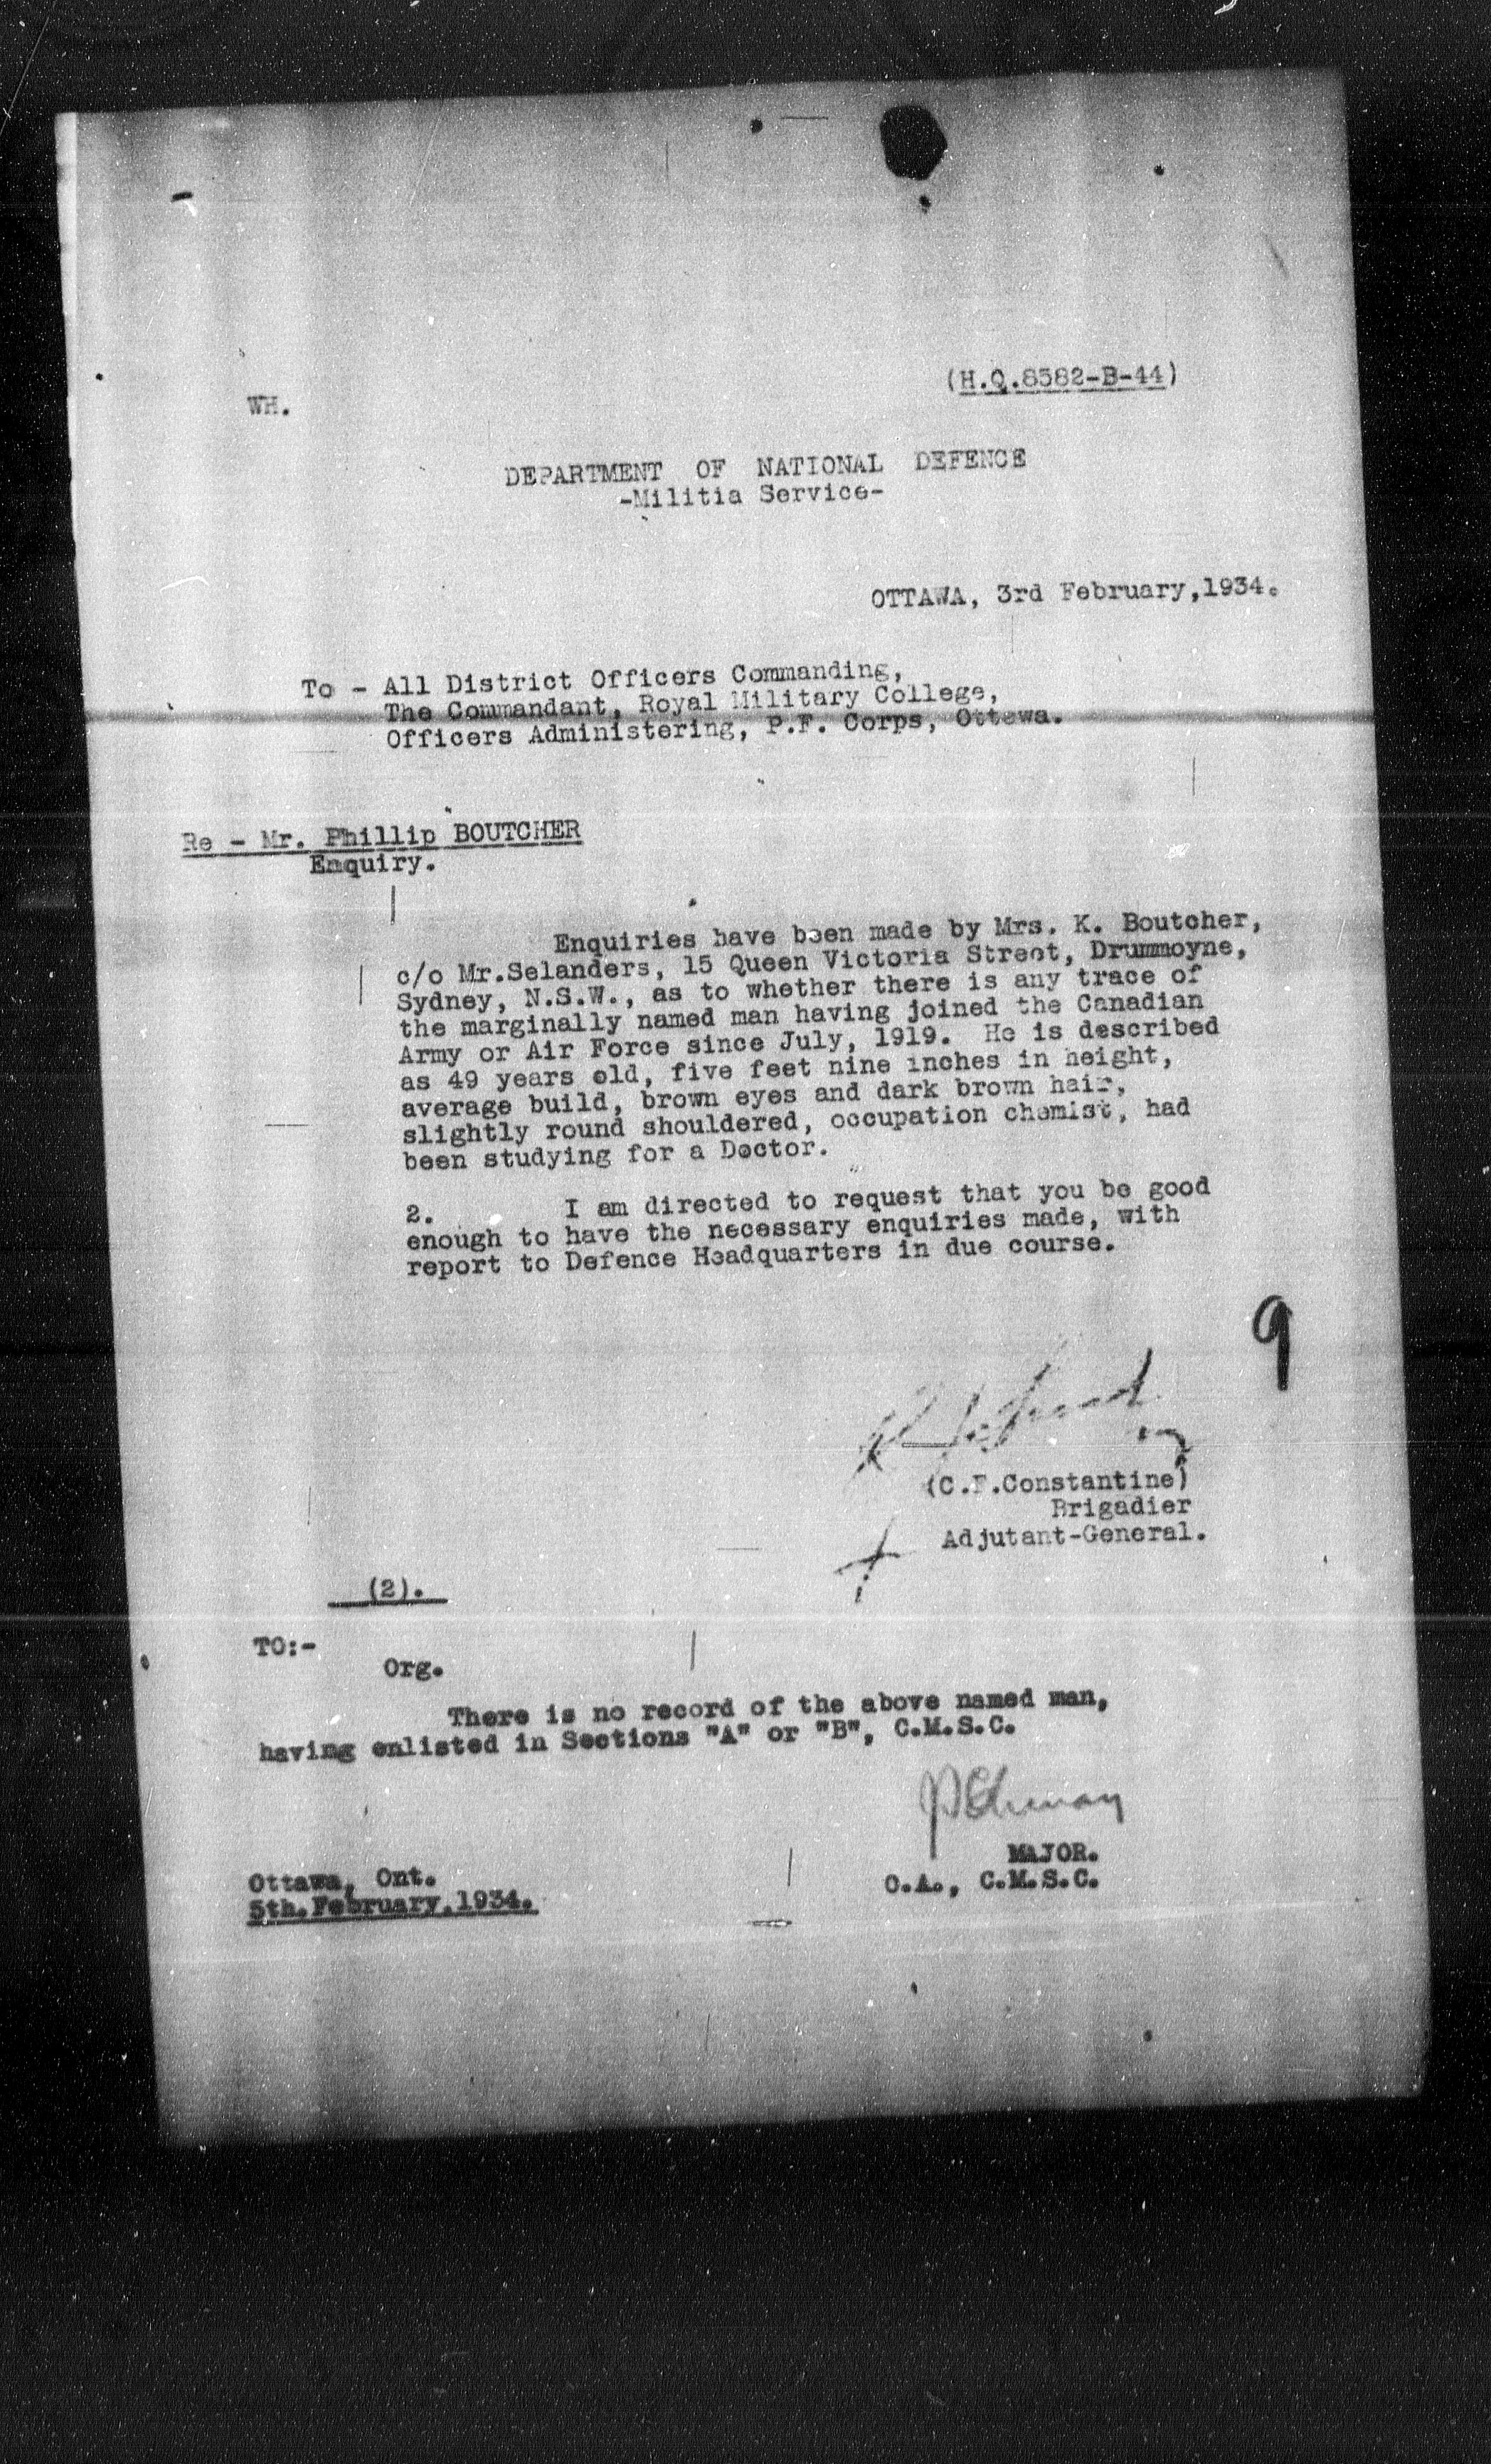 (H.Q.8582-B-44)
WH.
DEPARTMENT OF NATIONAL DEFENCE
-Militia Service-
OTTAWA, 3rd February,1934.
To - All District Officers Commanding,
The Commandant, Royal Military College,
Officers Administering, P.F. Corps, Ottawa.
Re - Mr. Phillip BOUTCHER
Enquiry.
Enquiries have been made by Mrs. K. Boutcher,
c/o Mr.Selanders, 15 Queen Victoria Street, Drummoyne,
Sydney, N.S.W., as to whether there is any trace of
the marginally named man having joined the Canadian
Army or Air Force since July, 1919. He is described
as 49 years old, five feet nine inches in height,
average build, brown eyes and dark brown hair,
slightly round shouldered, occupation chemist, had
been studying for a Doctor.
2. I am directed to request that you be good
enough to have the necessary enquiries made, with
report to Defence Headquarters in due course.
9
(C.F.Constantine)
Brigadier
Adjutant-General.
(2).
TO:-
Org.
There is no record of the above named man,
having enlisted in Sections "A" or "B", C.M.S.C.
MAJOR.
O.A., C.M.S.C.
Ottawa, Ont.
5th.February.1934.